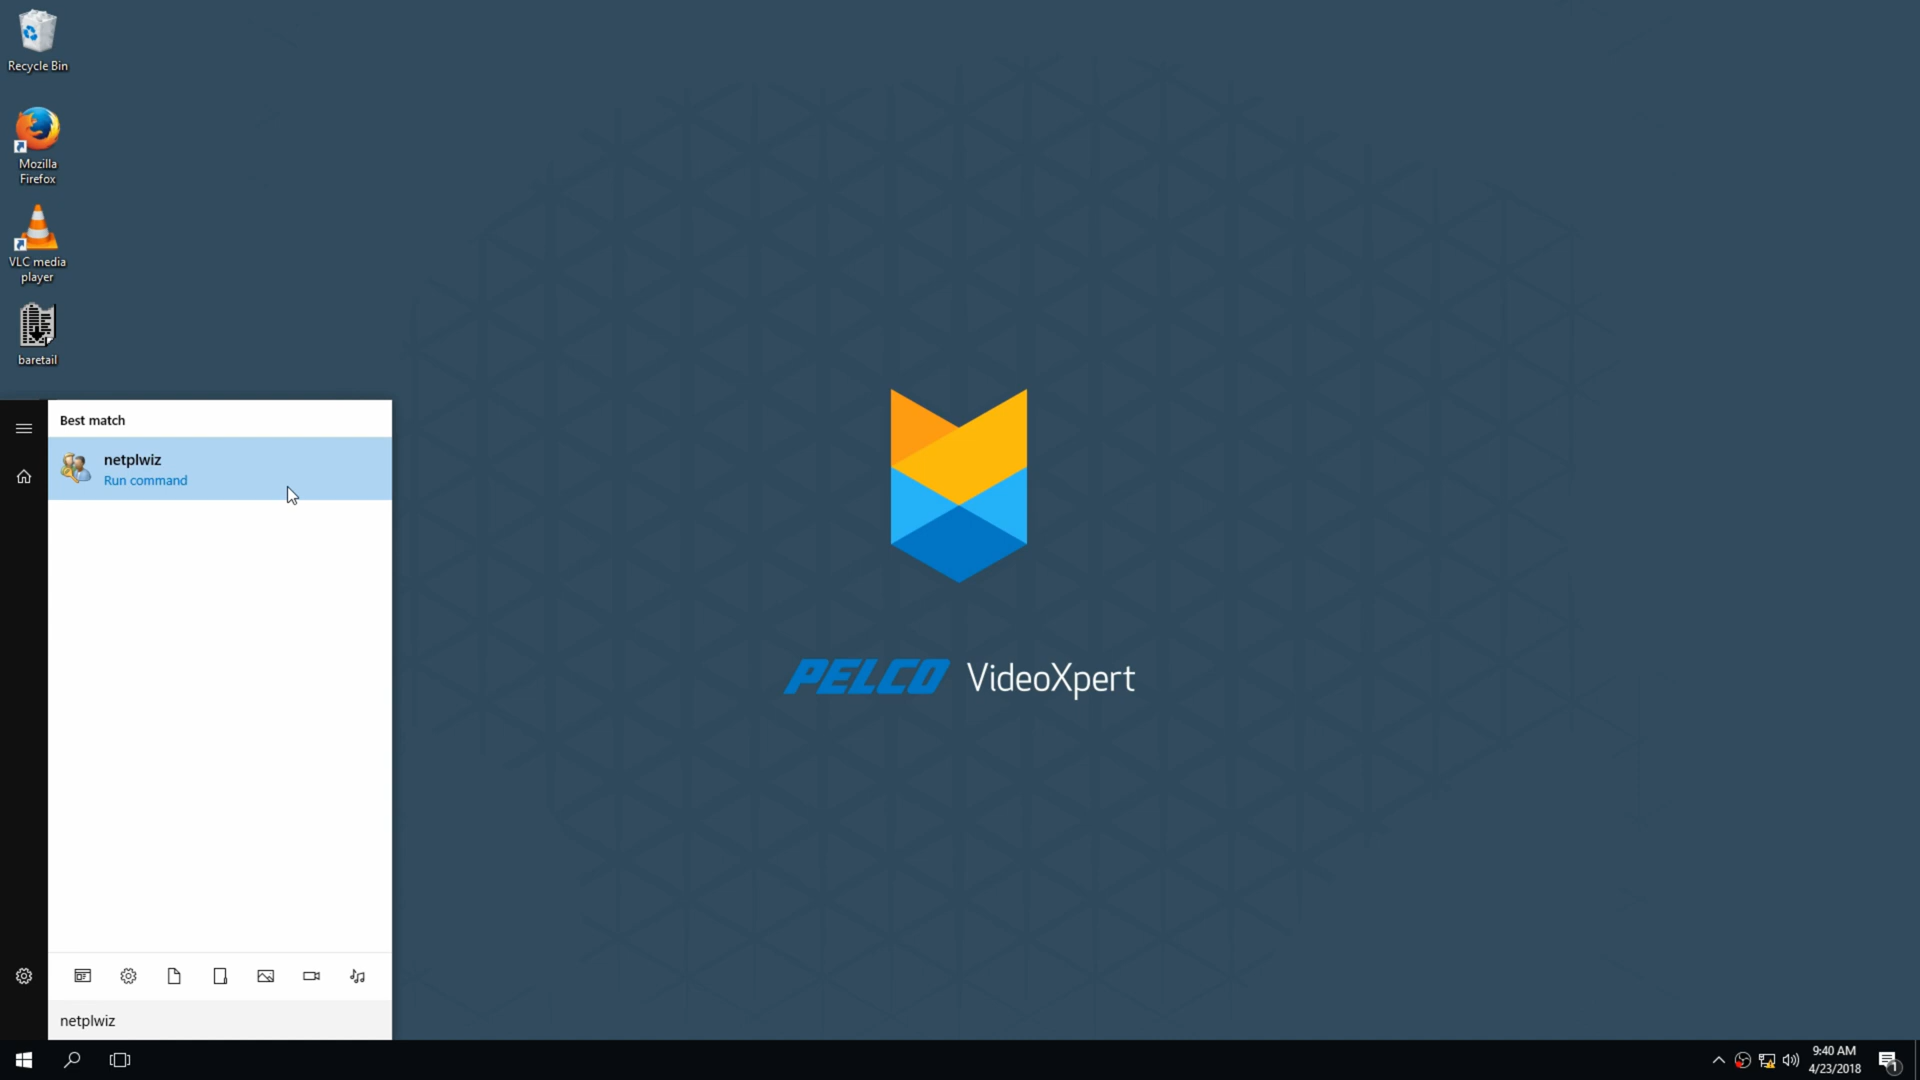 Recycle Bin
Mozilla
Firefox
VLC media
player
baretail
Best match
netplwiz
Run command
netplwiz
PELCO VideoXpert
9:40 AM
4/23/2018
1